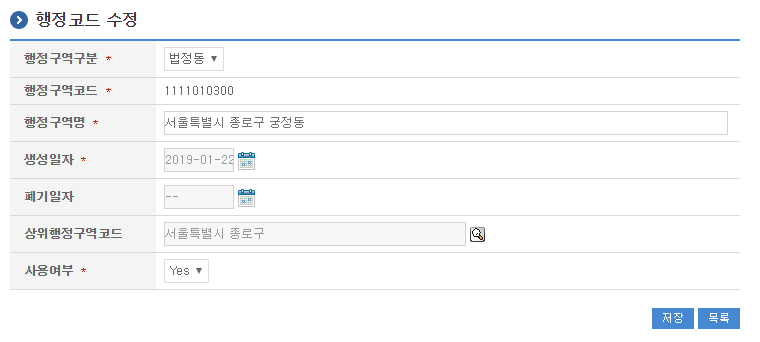 행정코드 수정
행정구역구분 * 법정동 ▼
행정구역코드 * 1111010300
행정구역명 * 서울특별시 종로구 궁정동
생성일자 * 2019-01-22
폐기일자 --
상위행정구역코드 서울특별시 종로구
사용여부 * Yes ▼
저장 목록